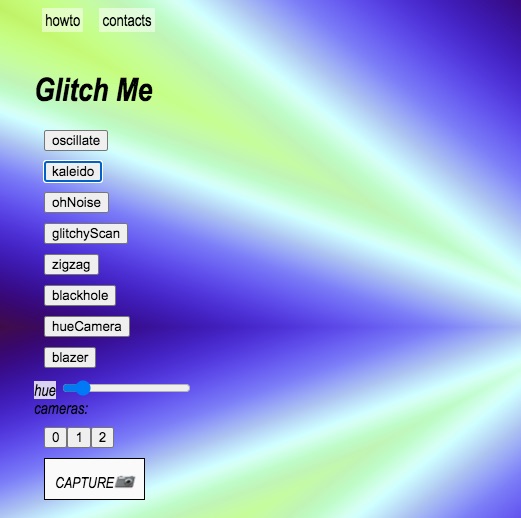 howto contacts
Glitch Me
oscillate
kaleido
ohNoise
glitchyScan
zigzag
blackhole
hueCamera
blazer
hue
cameras:
0 1 2
CAPTURE📷